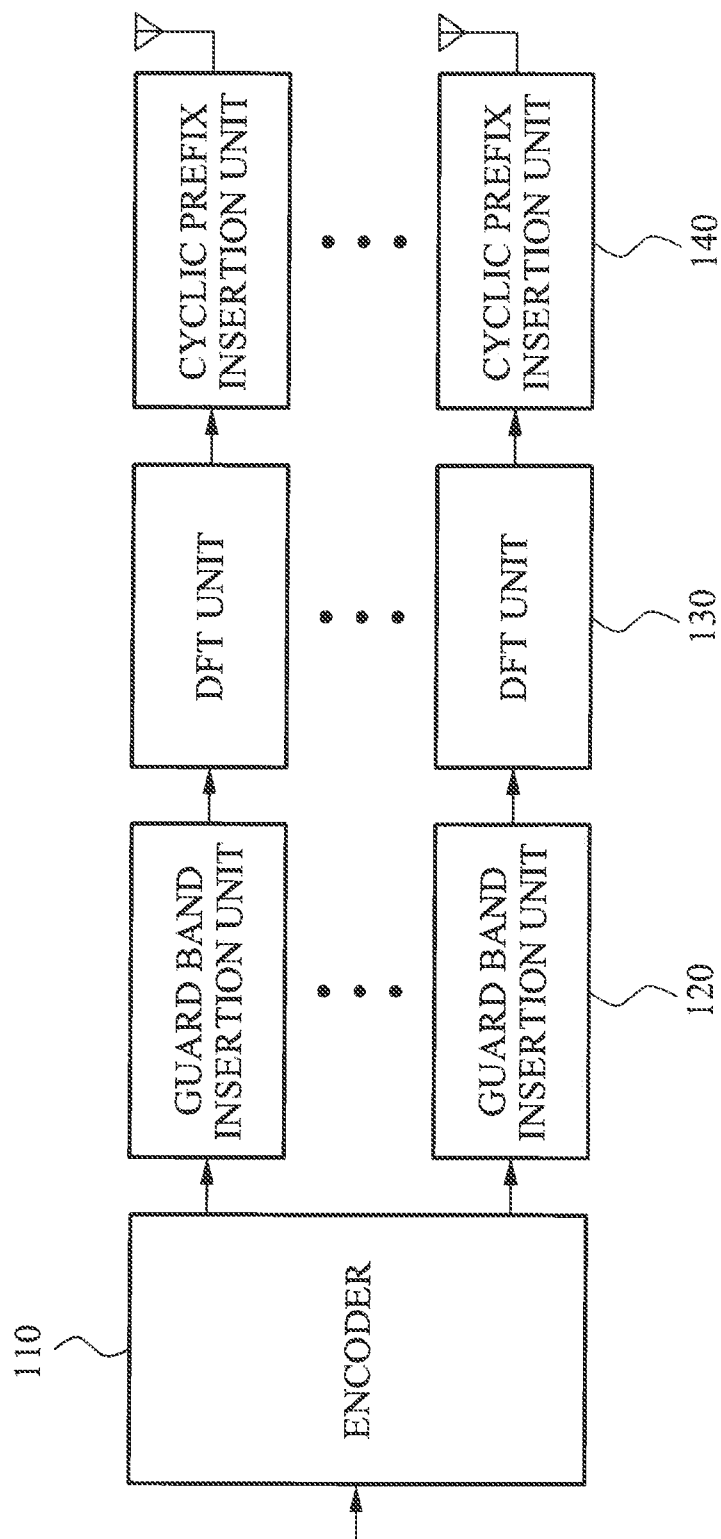 110
ENCODER
GUARD BAND
INSERTION UNIT
DFT UNIT
CYCLIC PREFIX
INSERTION UNIT
GUARD BAND
INSERTION UNIT
120
DFT UNIT
130
CYCLIC PREFIX
INSERTION UNIT
140